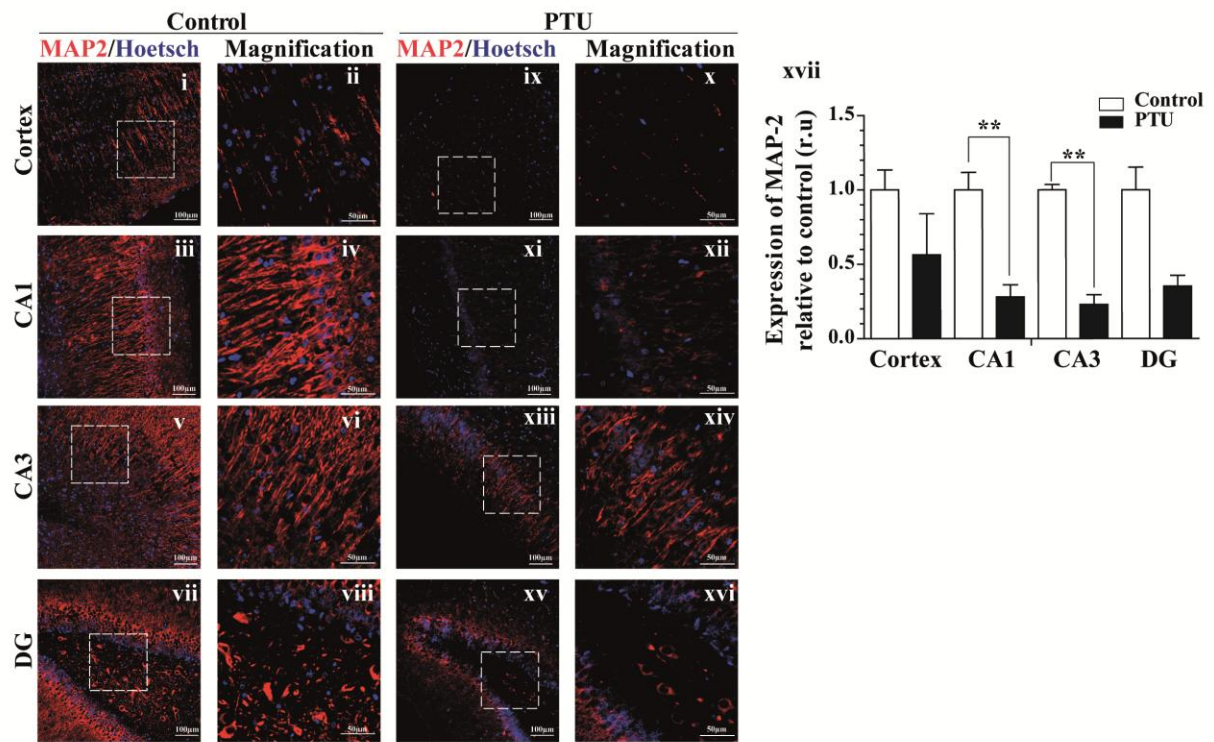 Control PTU
MAP2/Hoetsch Magnification MAP2/Hoetsch Magnification
Cortex
i
100µm
ii
50µm
ix
100µm
x
50µm
CA1
iii
100µm
iv
50µm
xi
100µm
xii
50µm
CA3
v
100µm
vi
50µm
xiii
100µm
xiv
50µm
DG
vii
100µm
viii
50µm
xv
100µm
xvi
50µm
xvii
Control
PTU
Expression of MAP-2
relative to control (r.u)
1.5
1.0
0.5
0.0
** **
Cortex CA1 CA3 DG